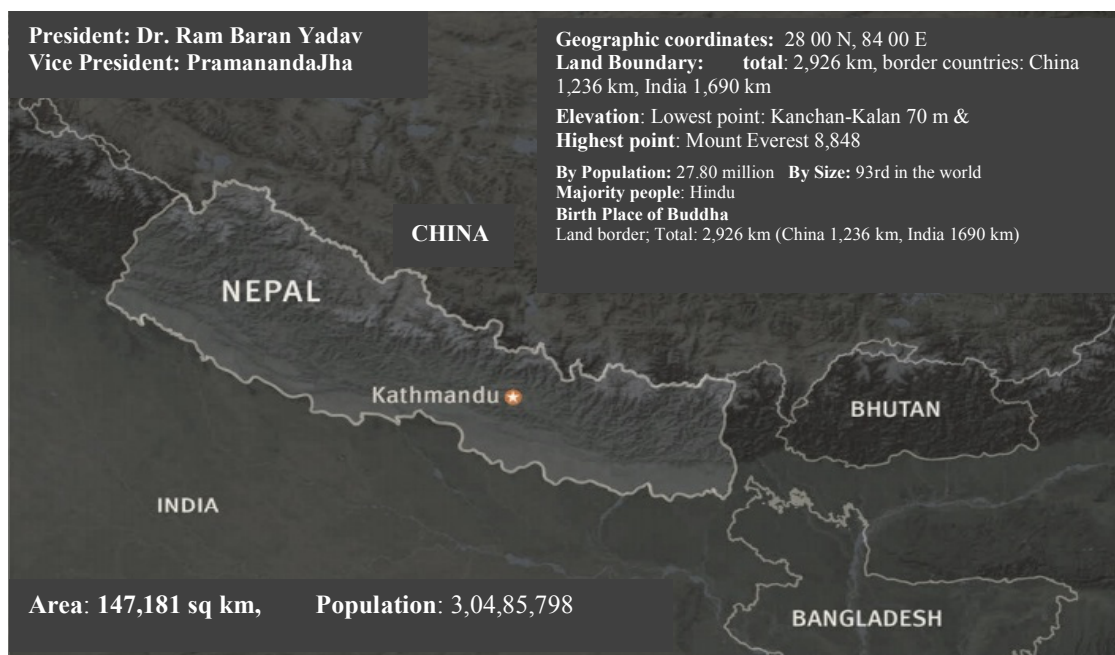 President: Dr. Ram Baran Yadav
Vice President: PramanandaJha
Geographic coordinates: 28 00 N, 84 00 E
Land Boundary: total: 2,926 km, border countries: China
1,236 km, India 1,690 km
Elevation: Lowest point: Kanchan-Kalan 70 m &
Highest point: Mount Everest 8,848
By Population: 27.80 million By Size: 93rd in the world
Majority people: Hindu
Birth Place of Buddha
Land border; Total: 2,926 km (China 1,236 km, India 1690 km)
CHINA
NEPAL
Kathmandu
BHUTAN
INDIA
Area: 147,181 sq km, Population: 3,04,85,798
BANGLADESH